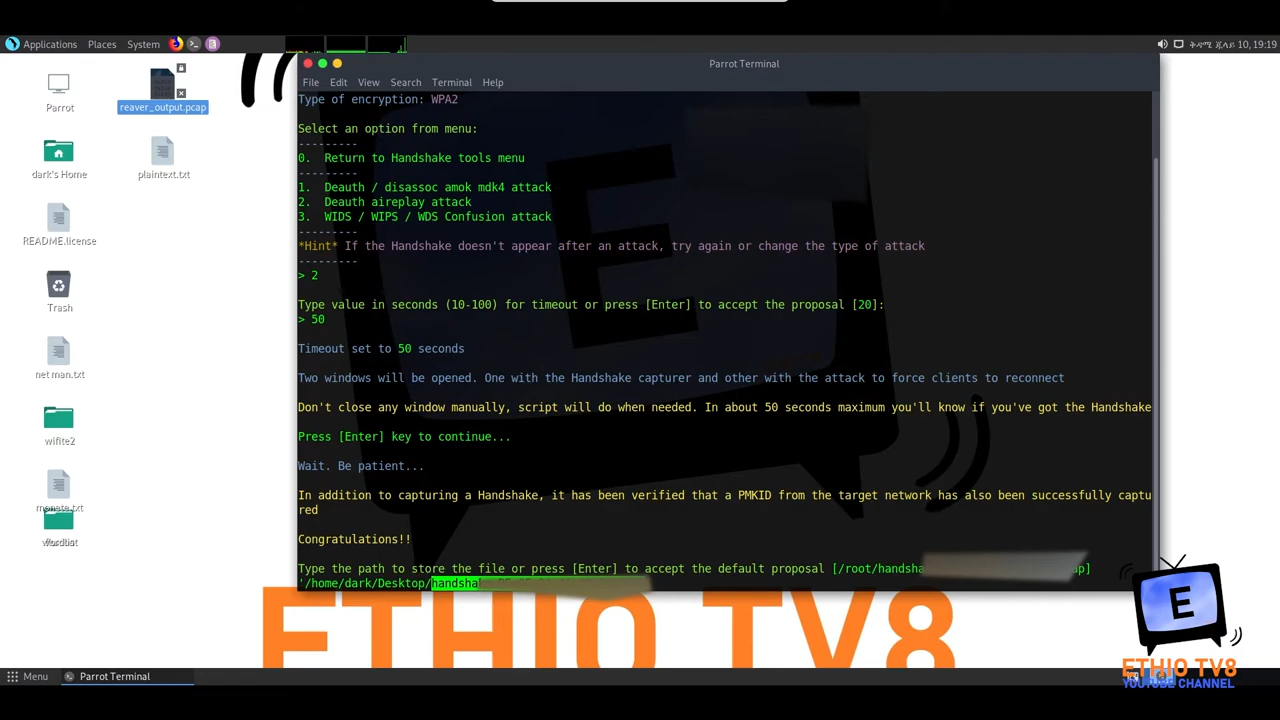 Applications Places System
ቅዳሜ ጁላይ 10, 19:19
Parrot Terminal
File Edit View Search Terminal Help
Parrot
reaver_output.pcap
dark's Home
plaintext.txt
README.license
Trash
net man.txt
wifite2
Type of encryption: WPA2
Select an option from menu:
---------
0. Return to Handshake tools menu
---------
1. Deauth / disassoc amok mdk4 attack
2. Deauth aireplay attack
3. WIDS / WIPS / WDS Confusion attack
---------
*Hint* If the Handshake doesn't appear after an attack, try again or change the type of attack
---------
> 2
Type value in seconds (10-100) for timeout or press [Enter] to accept the proposal [20]:
> 50
Timeout set to 50 seconds
Two windows will be opened. One with the Handshake capturer and other with the attack to force clients to reconnect
Don't close any window manually, script will do when needed. In about 50 seconds maximum you'll know if you've got the Handshake
Press [Enter] key to continue...
Wait. Be patient...
In addition to capturing a Handshake, it has been verified that a PMKID from the target network has also been successfully captu
red
Congratulations!!
Type the path to store the file or press [Enter] to accept the default proposal [/root/handsha
'/home/dark/Desktop/handsha
ETHIO TV8
E
ETHIO TV8
YOUTUBE CHANNEL
Menu Parrot Terminal